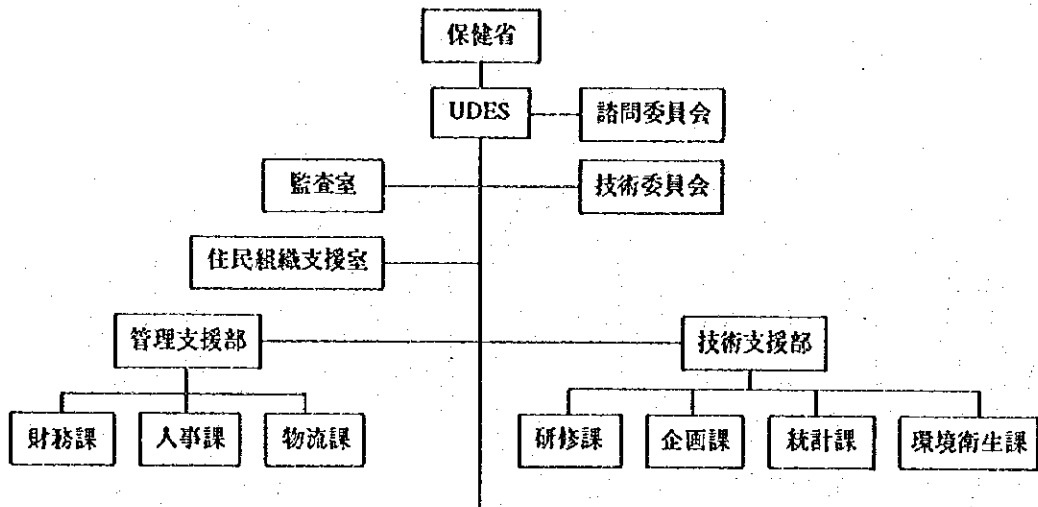 保健省
UDES
諮問委員会
監査室
技術委員会
住民組織支援室
管理支援部
技術支援部
財務課
人事課
物流課
研修課
企画課
統計課
環境衛生課